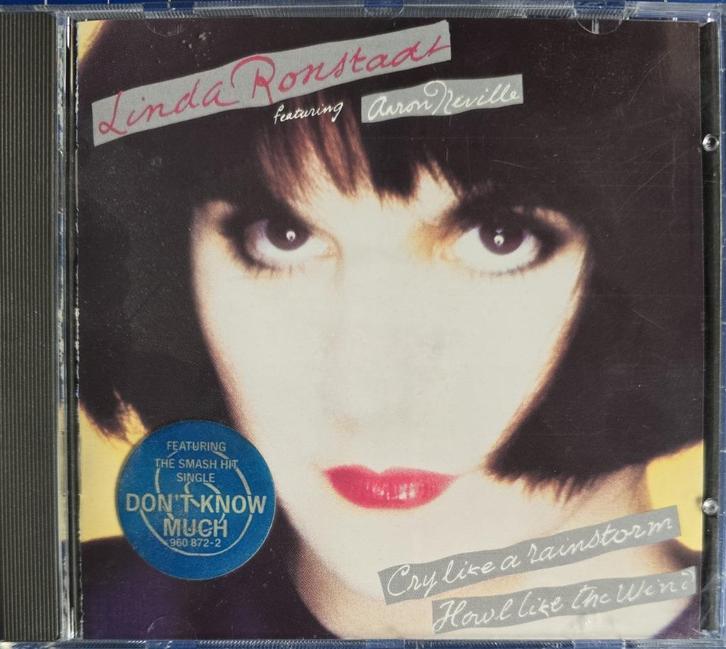 Linda Ronstadt
featuring Aaron Neville
FEATURING
THE SMASH HIT
SINGLE
DON'T KNOW
MUCH
960 872-2
Cry like a rainstorm
Howl like the Wind